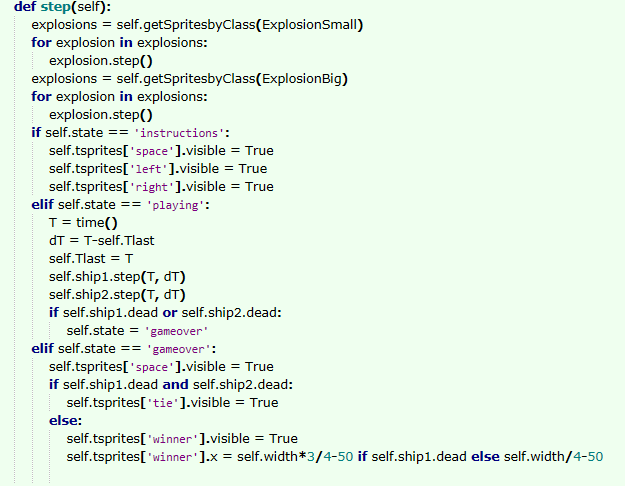 def step(self):
    explosions = self.getSpritesbyClass(ExplosionSmall)
    for explosion in explosions:
        explosion.step()
    explosions = self.getSpritesbyClass(ExplosionBig)
    for explosion in explosions:
        explosion.step()
    if self.state == 'instructions':
        self.tsprites['space'].visible = True
        self.tsprites['left'].visible = True
        self.tsprites['right'].visible = True
    elif self.state == 'playing':
        T = time()
        dT = T-self.Tlast
        self.Tlast = T
        self.ship1.step(T, dT)
        self.ship2.step(T, dT)
        if self.ship1.dead or self.ship2.dead:
            self.state = 'gameover'
    elif self.state == 'gameover':
        self.tsprites['space'].visible = True
        if self.ship1.dead and self.ship2.dead:
            self.tsprites['tie'].visible = True
        else:
            self.tsprites['winner'].visible = True
            self.tsprites['winner'].x = self.width*3/4-50 if self.ship1.dead else self.width/4-50